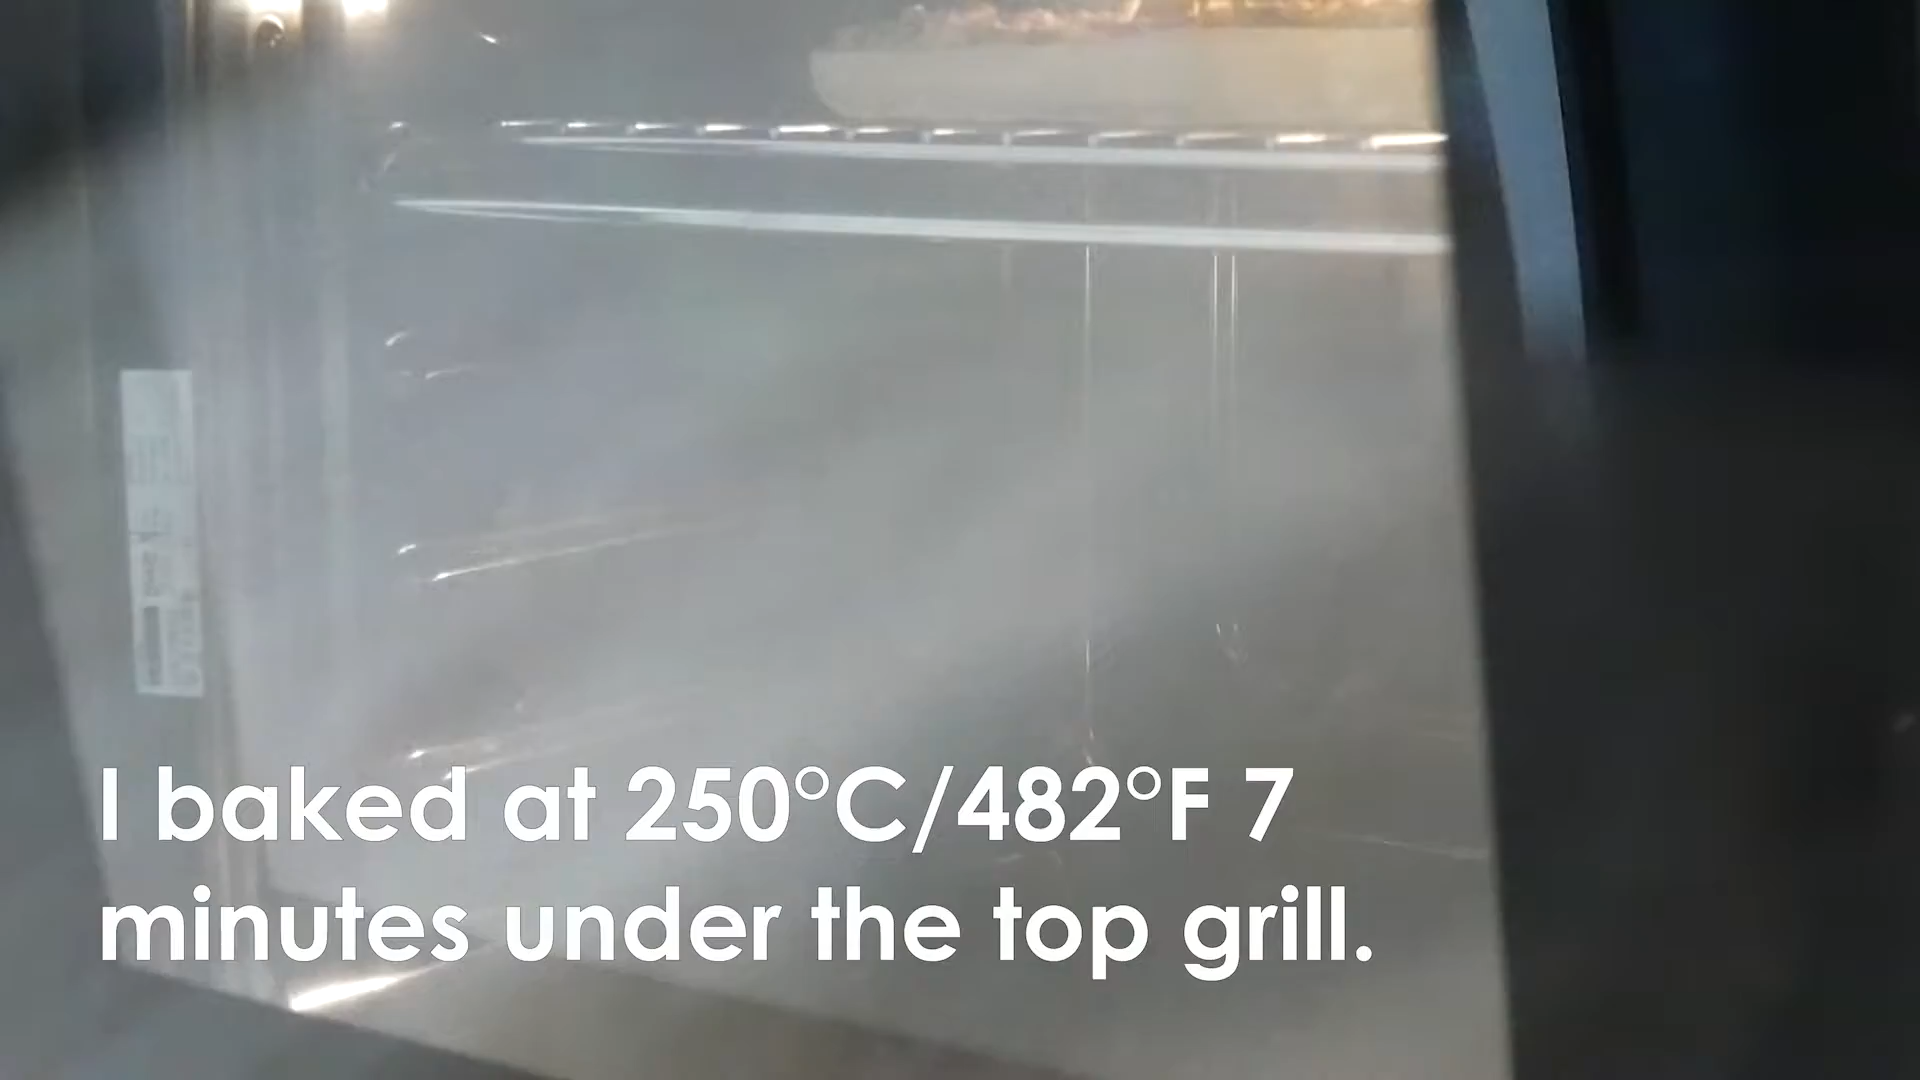 I baked at 250°C/482°F 7
minutes under the top grill.